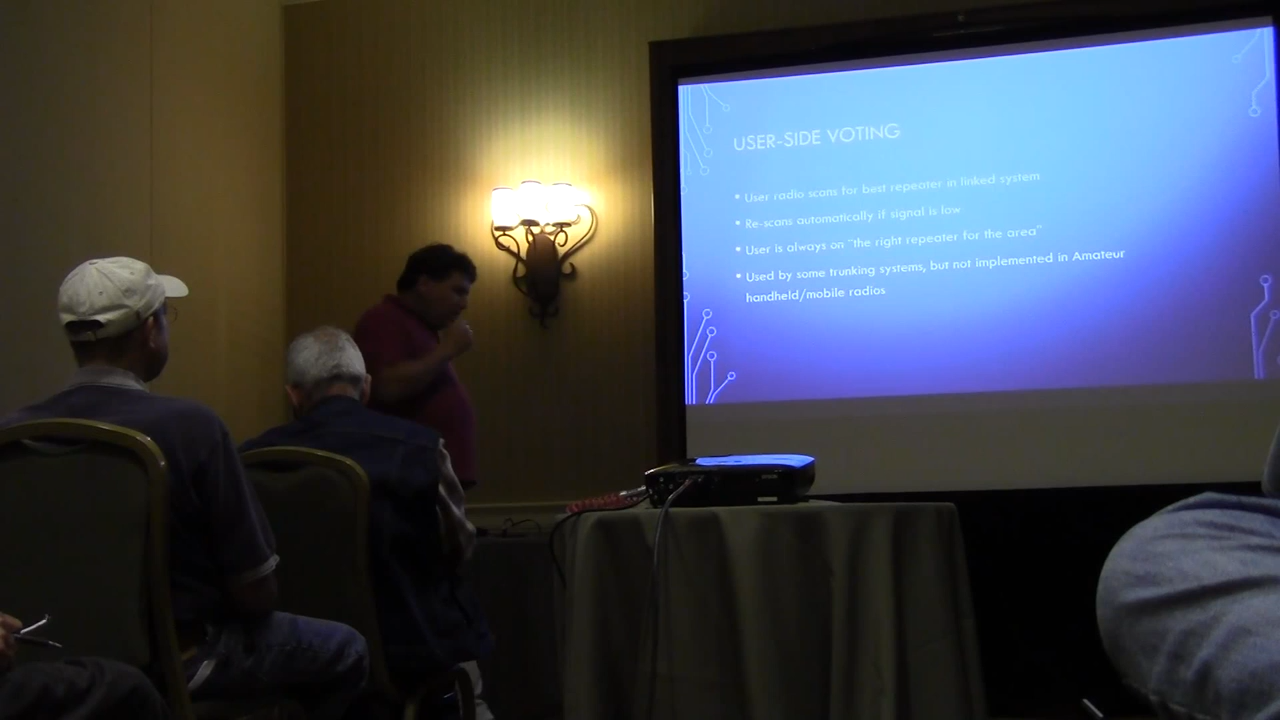 USER-SIDE VOTING
▪ User radio scans for best repeater in linked system
▪ Re-scans automatically if signal is low
▪ User is always on "the right repeater for the area"
▪ Used by some trunking systems, but not implemented in Amateur
handheld/mobile radios